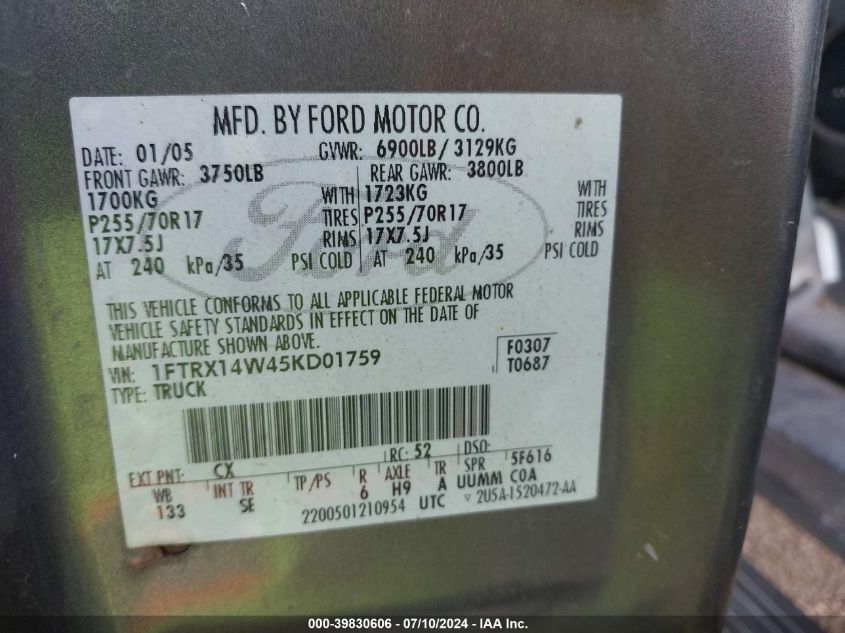 MFD. BY FORD MOTOR CO.
DATE: 01/05 GVWR: 6900LB/ 3129KG
FRONT GAWR: 3750LB REAR GAWR: 3800LB
1700KG WITH 1723KG WITH
P255/70R17 TIRES P255/70R17 TIRES
17X7.5J RIMS 17X7.5J RIMS
AT 240 kPa/35 PSI COLD AT 240 kPa/35 PSI COLD
Ford
THIS VEHICLE CONFORMS TO ALL APPLICABLE FEDERAL MOTOR
VEHICLE SAFETY STANDARDS IN EFFECT ON THE DATE OF
MANUFACTURE SHOWN ABOVE.
VIN: 1FTRX14W45KD01759 F0307
TYPE: TRUCK T0687
EXT PNT: CX RC: 52 DSO:
WB INT TR TP/PS R AXLE TR SPR 5F616
133 SE 6 H9 A UUMM COA
2200501210954 UTC ▽ 2U5A-1520472-AA
000-39830606 - 07/10/2024 - IAA Inc.